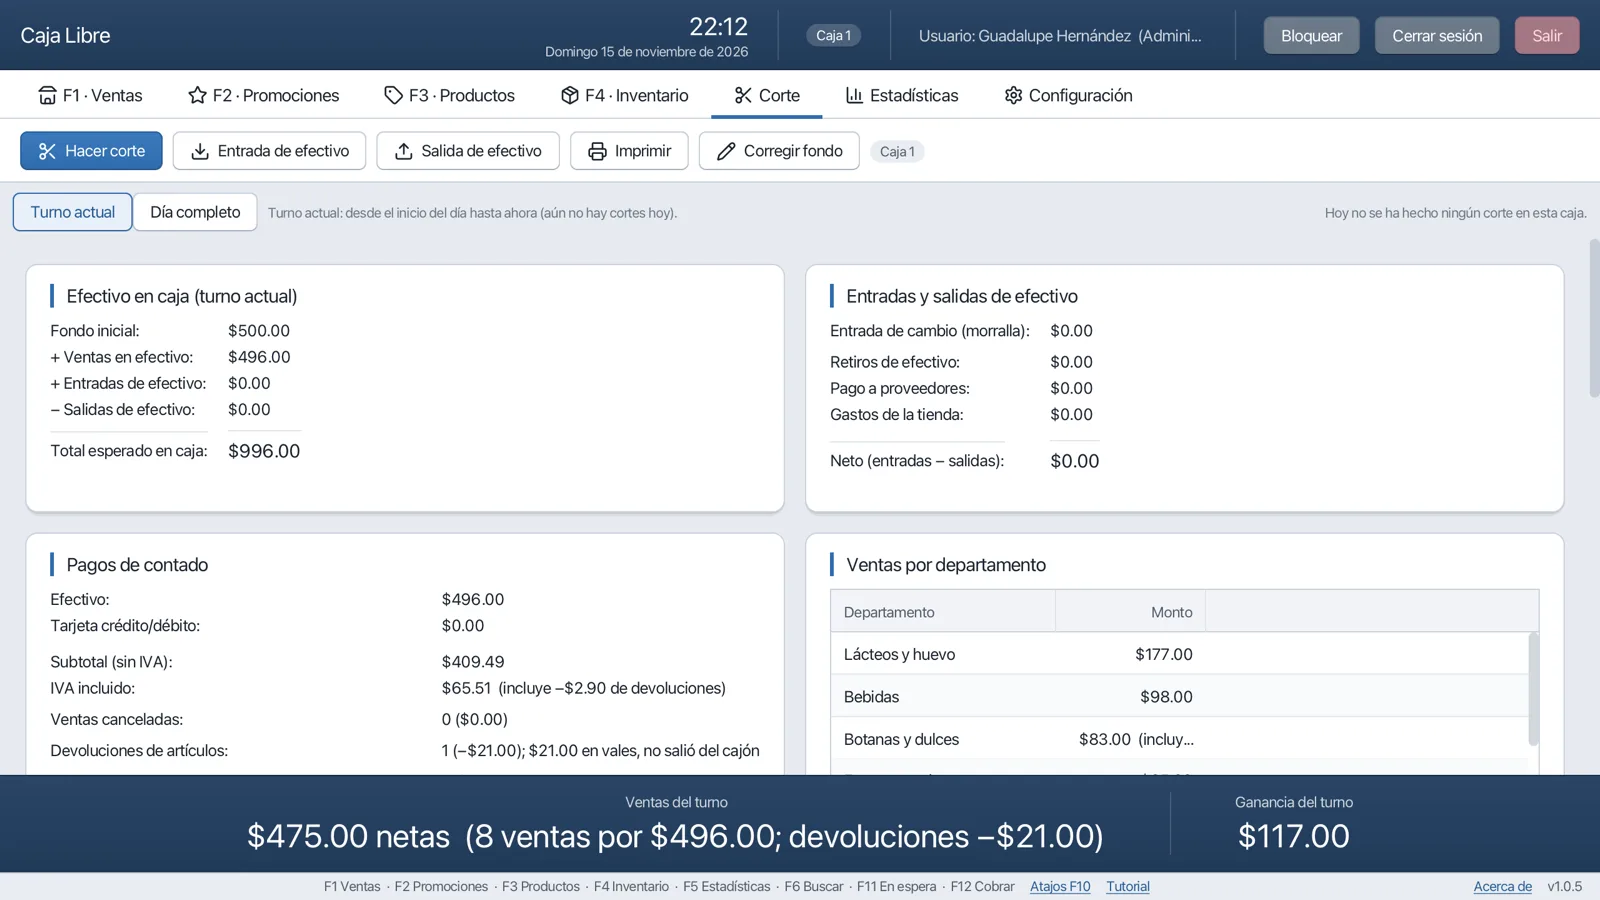 Caja Libre
22:12
Domingo 15 de noviembre de 2026
Caja 1
Usuario: Guadalupe Hernández (Admini...
Bloquear
Cerrar sesión
Salir
F1 · Ventas
F2 · Promociones
F3 · Productos
F4 · Inventario
Corte
Estadísticas
Configuración
Hacer corte
Entrada de efectivo
Salida de efectivo
Imprimir
Corregir fondo
Caja 1
Turno actual
Día completo
Turno actual: desde el inicio del día hasta ahora (aún no hay cortes hoy).
Hoy no se ha hecho ningún corte en esta caja.
Efectivo en caja (turno actual)
Fondo inicial: $500.00
+ Ventas en efectivo: $496.00
+ Entradas de efectivo: $0.00
– Salidas de efectivo: $0.00
Total esperado en caja: $996.00
Entradas y salidas de efectivo
Entrada de cambio (morralla): $0.00
Retiros de efectivo: $0.00
Pago a proveedores: $0.00
Gastos de la tienda: $0.00
Neto (entradas – salidas): $0.00
Pagos de contado
Efectivo: $496.00
Tarjeta crédito/débito: $0.00
Subtotal (sin IVA): $409.49
IVA incluido: $65.51 (incluye –$2.90 de devoluciones)
Ventas canceladas: 0 ($0.00)
Devoluciones de artículos: 1 (–$21.00); $21.00 en vales, no salió del cajón
Ventas por departamento
Departamento Monto
Lácteos y huevo $177.00
Bebidas $98.00
Botanas y dulces $83.00 (incluy...
Ventas del turno
$475.00 netas (8 ventas por $496.00; devoluciones –$21.00)
Ganancia del turno
$117.00
F1 Ventas · F2 Promociones · F3 Productos · F4 Inventario · F5 Estadísticas · F6 Buscar · F11 En espera · F12 Cobrar Atajos F10 Tutorial
Acerca de v1.0.5